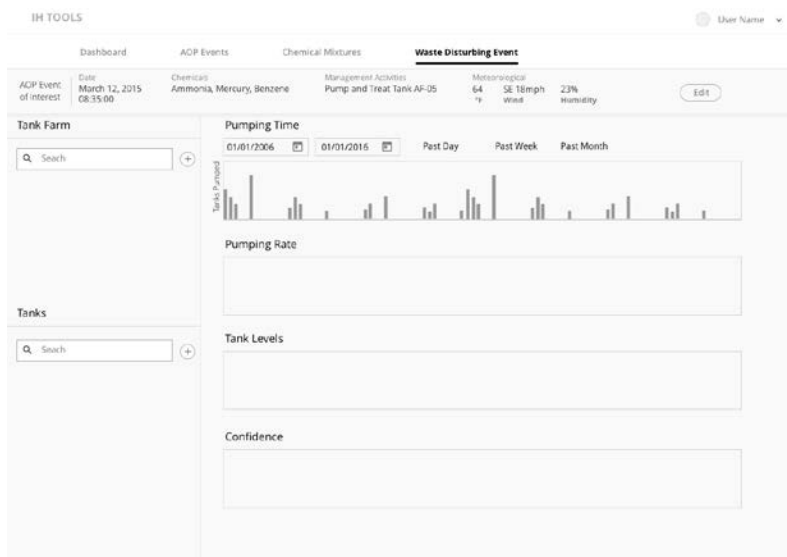 IH TOOLS
User Name
Dashboard AOP Events Chemical Mixtures Waste Disturbing Event
AOP Event
of Interest
Date
March 12, 2015
08:35:00
Chemicals
Ammonia, Mercury, Benzene
Management Activities
Pump and Treat Tank AF-05
Meteorological
64 SE 18mph 23%
°F Wind Humidity
Edit
Tank Farm
Seach
Tanks
Seach
Pumping Time
01/01/2006 01/01/2016 Past Day Past Week Past Month
Tanks Pumped
Pumping Rate
Tank Levels
Confidence